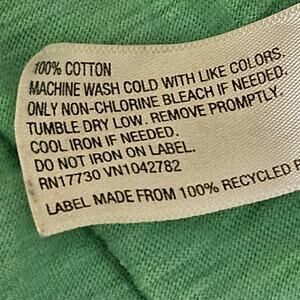 100% COTTON
MACHINE WASH COLD WITH LIKE COLORS.
ONLY NON-CHLORINE BLEACH IF NEEDED.
TUMBLE DRY LOW. REMOVE PROMPTLY.
COOL IRON IF NEEDED.
DO NOT IRON ON LABEL.
RN17730 VN1042782
LABEL MADE FROM 100% RECYCLED